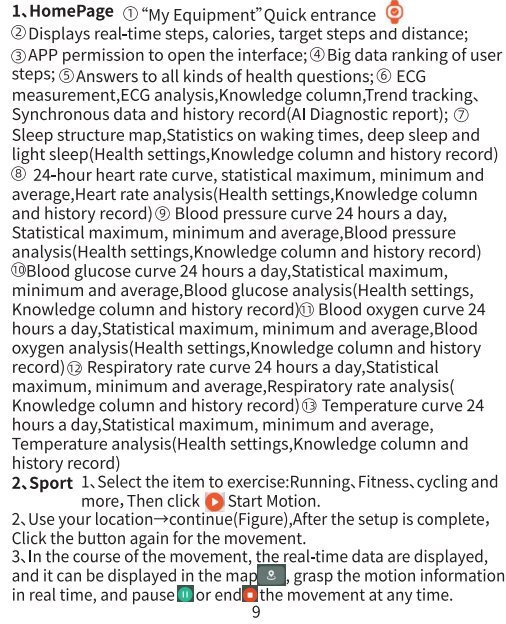 1、HomePage ① “My Equipment”Quick entrance
②Displays real-time steps, calories, target steps and distance;
③APP permission to open the interface;④Big data ranking of user
steps;⑤Answers to all kinds of health questions;⑥ ECG
measurement,ECG analysis,Knowledge column,Trend tracking、
Synchronous data and history record(AI Diagnostic report); ⑦
Sleep structure map,Statistics on waking times, deep sleep and
light sleep(Health settings,Knowledge column and history record)
⑧ 24-hour heart rate curve, statistical maximum, minimum and
average,Heart rate analysis(Health settings,Knowledge column
and history record)⑨ Blood pressure curve 24 hours a day,
Statistical maximum, minimum and average,Blood pressure
analysis(Health settings,Knowledge column and history record)
⑩Blood glucose curve 24 hours a day,Statistical maximum,
minimum and average,Blood glucose analysis(Health settings,
Knowledge column and history record)⑪ Blood oxygen curve 24
hours a day,Statistical maximum, minimum and average,Blood
oxygen analysis(Health settings,Knowledge column and history
record)⑫ Respiratory rate curve 24 hours a day,Statistical
maximum, minimum and average,Respiratory rate analysis(
Knowledge column and history record)⑬ Temperature curve 24
hours a day,Statistical maximum, minimum and average,
Temperature analysis(Health settings,Knowledge column and
history record)
2、Sport 1、Select the item to exercise:Running、Fitness、cycling and
more，Then click Start Motion.
2、Use your location→continue(Figure),After the setup is complete，
Click the button again for the movement.
3、In the course of the movement, the real-time data are displayed,
and it can be displayed in the map , grasp the motion information
in real time, and pause or end the movement at any time.
9